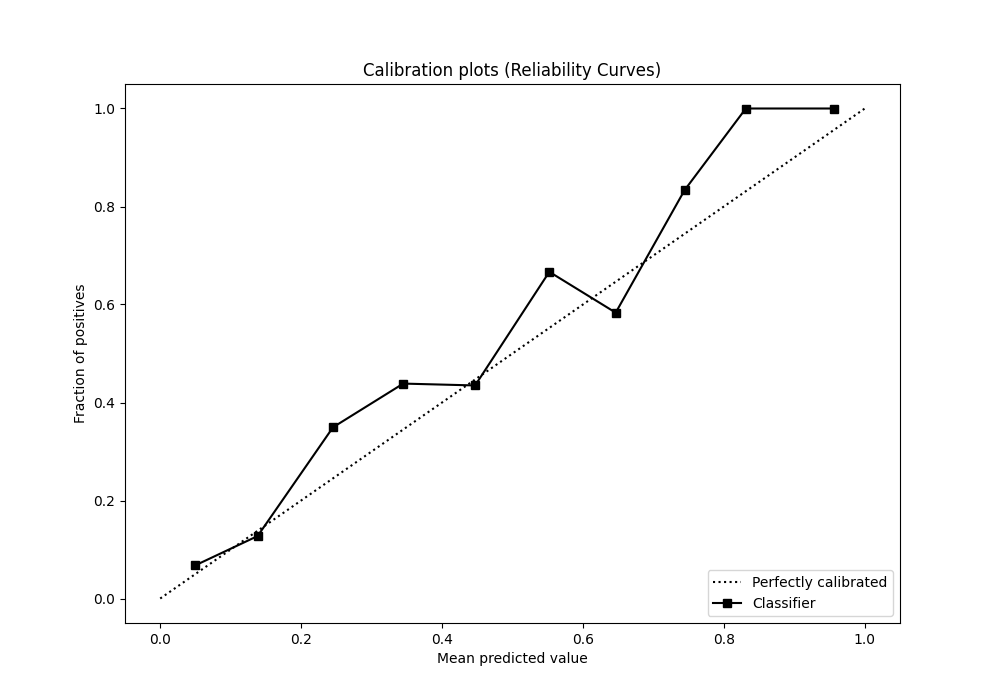 Calibration plots (Reliability Curves)
1.0
0.8
0.6
0.4
0.2
0.0
Fraction of positives
0.0 0.2 0.4 0.6 0.8 1.0
Mean predicted value
Perfectly calibrated
Classifier